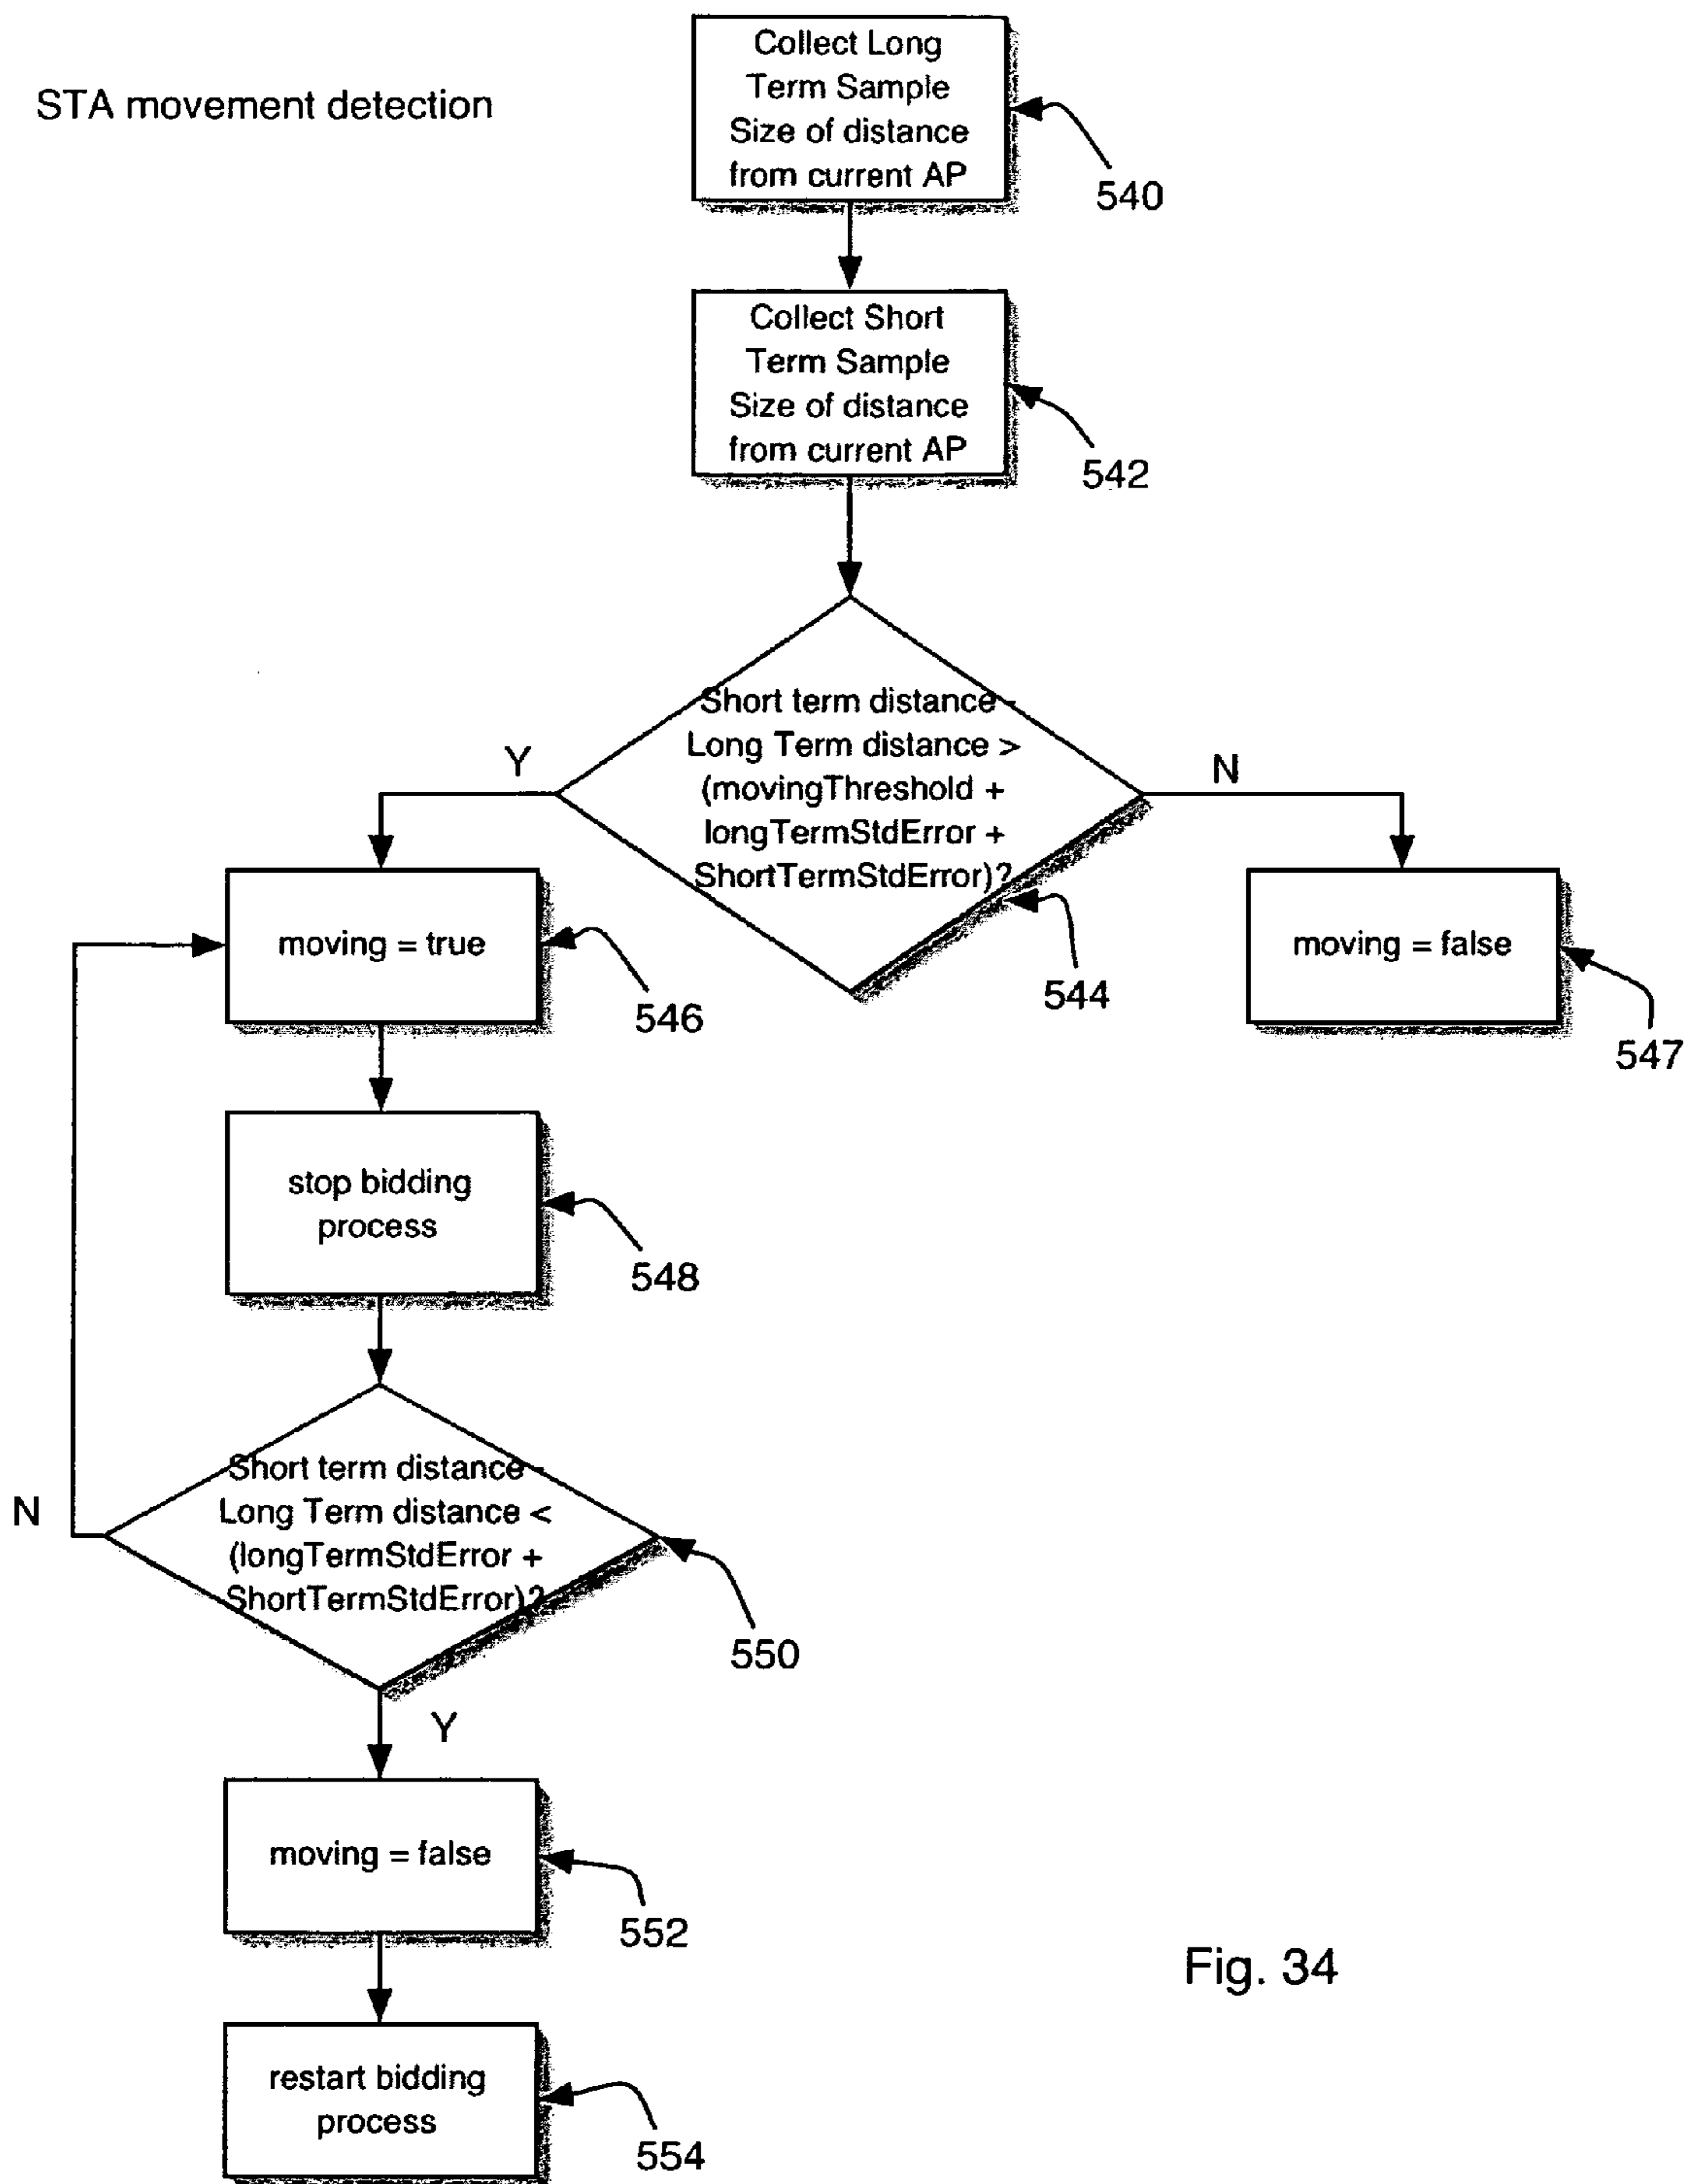 STA movement detection
Collect Long
Term Sample
Size of distance
from current AP
540
Collect Short
Term Sample
Size of distance
from current AP
542
Short term distance -
Long Term distance >
(movingThreshold +
longTermStdError +
ShortTermStdError)?
Y
N
544
moving = true
546
moving = false
547
stop bidding
process
548
Short term distance -
Long Term distance <
(longTermStdError +
ShortTermStdError)?
N
550
Y
moving = false
552
restart bidding
process
554
Fig. 34